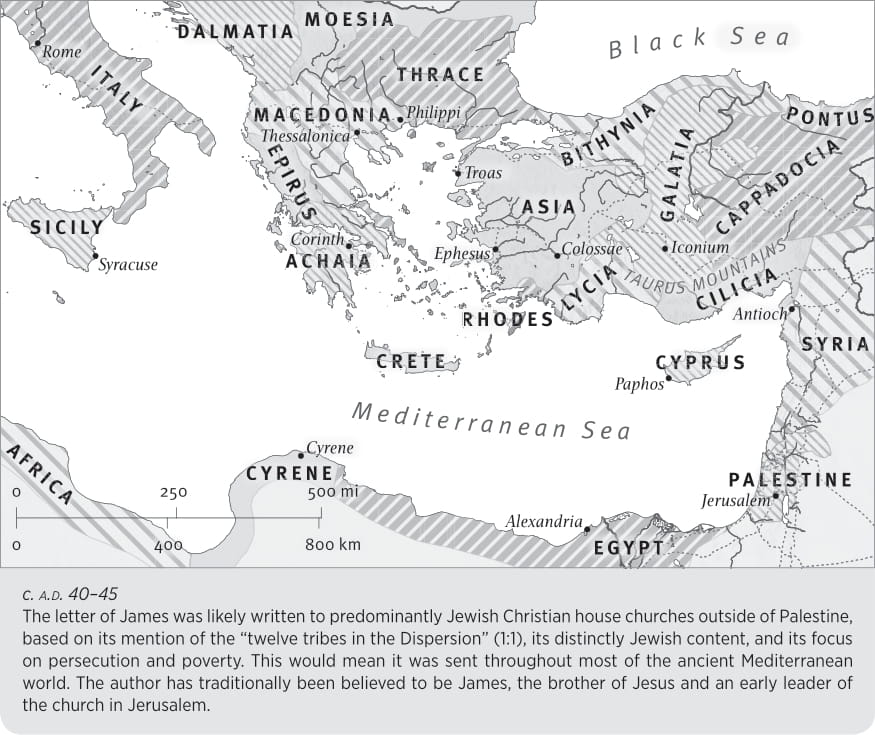 MOESIA
DALMATIA
Black Sea
Rome
ITALY
THRACE
MACEDONIA
Philippi
Thessalonica
BITHYNIA
PONTUS
EPIRUS
Troas
GALATIA
CAPPADOCIA
ASIA
SICILY
Corinth
ACHAIA
Ephesus
Colossae
Iconium
Syracuse
LYCIA
TAURUS MOUNTAINS
CILICIA
RHODES
Antioch
SYRIA
CRETE
CYPRUS
Paphos
Mediterranean Sea
AFRICA
Cyrene
CYRENE
PALESTINE
Jerusalem
0 250 500 mi
Alexandria
0 400 800 km
EGYPT
C. A.D. 40–45
The letter of James was likely written to predominantly Jewish Christian house churches outside of Palestine,
based on its mention of the “twelve tribes in the Dispersion” (1:1), its distinctly Jewish content, and its focus
on persecution and poverty. This would mean it was sent throughout most of the ancient Mediterranean
world. The author has traditionally been believed to be James, the brother of Jesus and an early leader of
the church in Jerusalem.